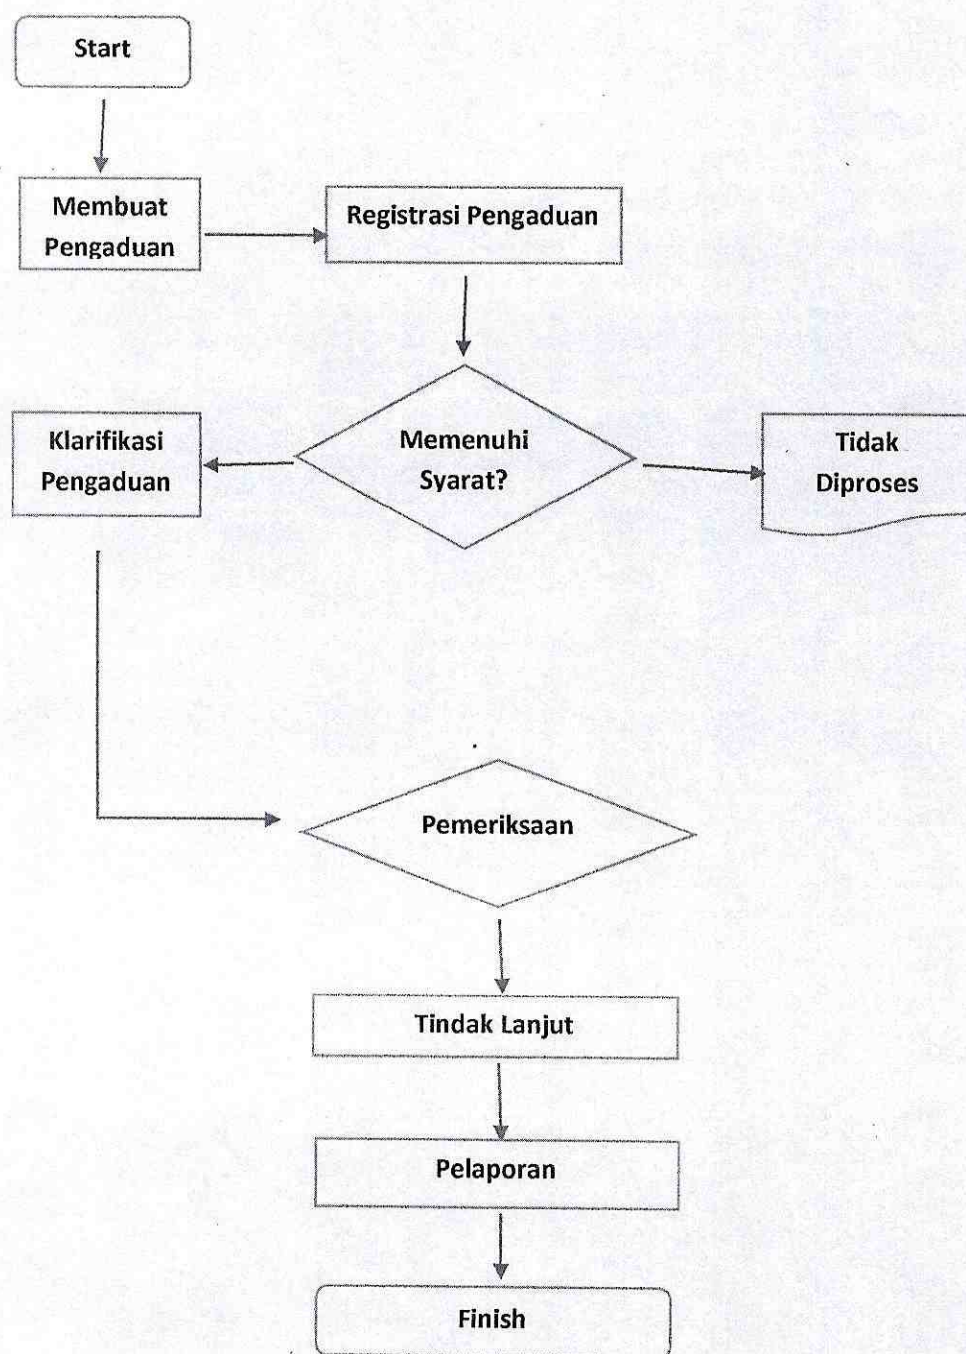 Start
Membuat
Pengaduan
Registrasi Pengaduan
Memenuhi
Syarat?
Klarifikasi
Pengaduan
Tidak
Diproses
Pemeriksaan
Tindak Lanjut
Pelaporan
Finish